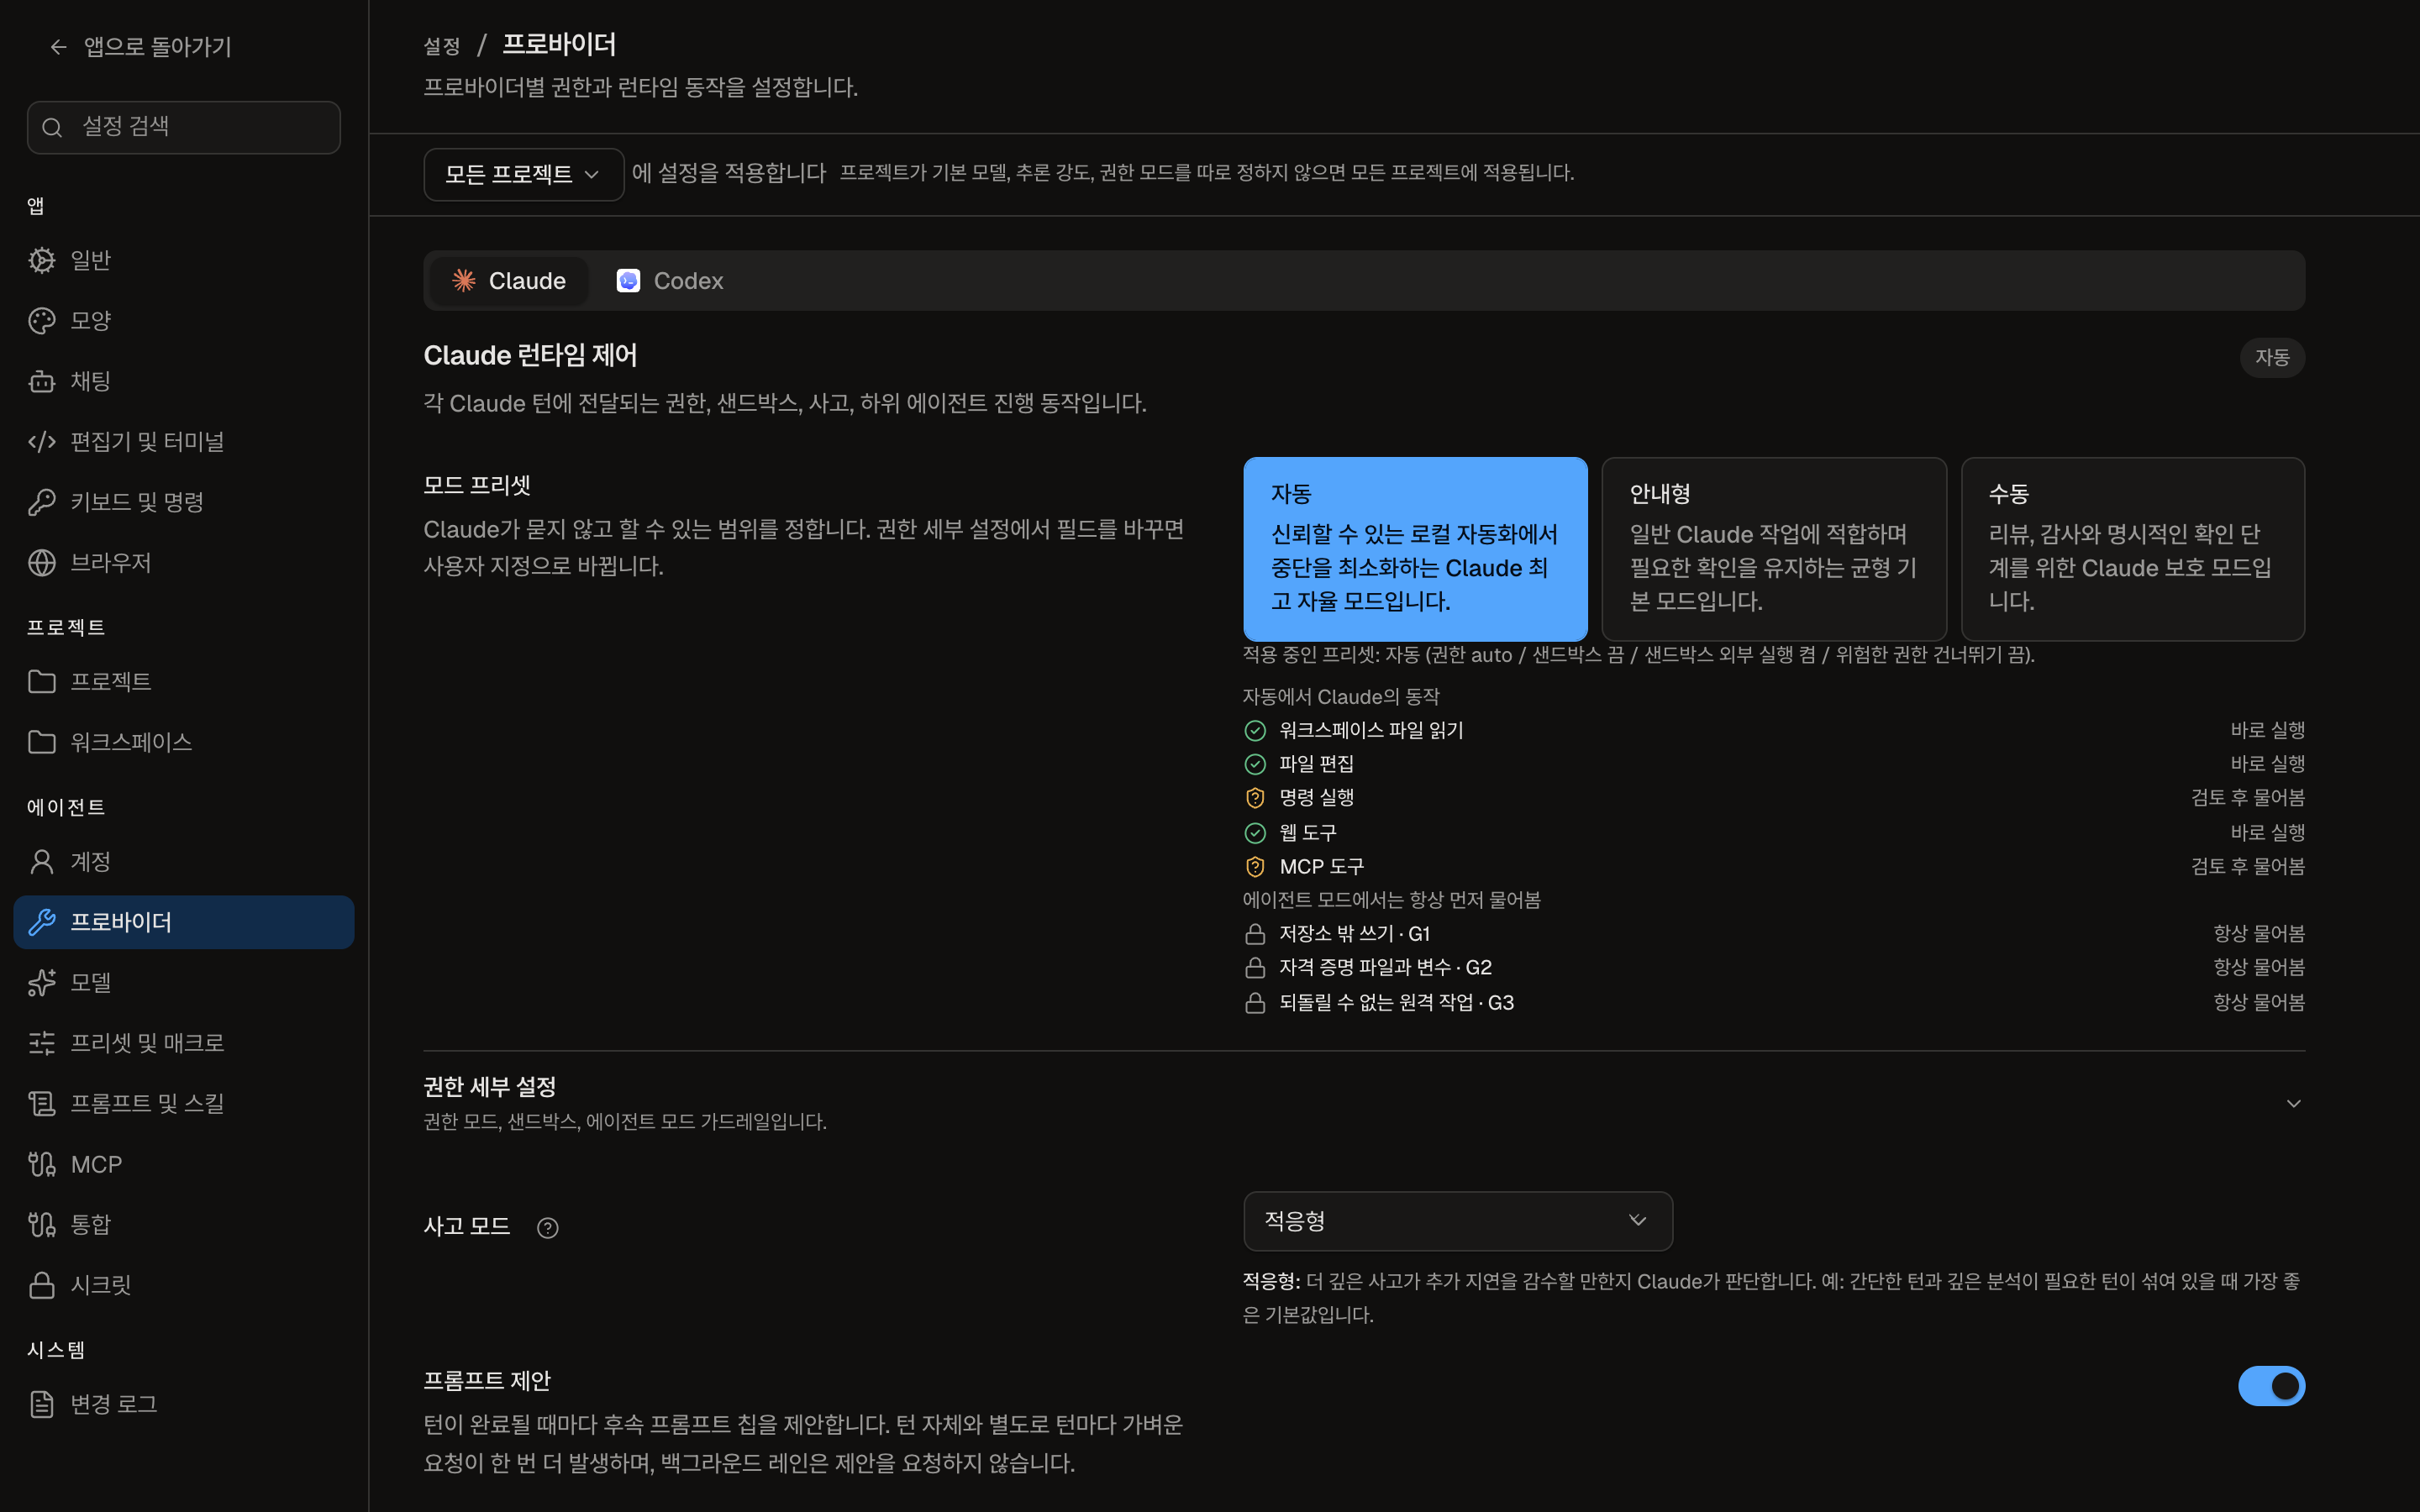 앱으로 돌아가기
설정 검색
앱
일반
모양
채팅
편집기 및 터미널
키보드 및 명령
브라우저
프로젝트
프로젝트
워크스페이스
에이전트
계정
프로바이더
모델
프리셋 및 매크로
프롬프트 및 스킬
MCP
통합
시크릿
시스템
변경 로그
설정 / 프로바이더
프로바이더별 권한과 런타임 동작을 설정합니다.
모든 프로젝트 에 설정을 적용합니다 프로젝트가 기본 모델, 추론 강도, 권한 모드를 따로 정하지 않으면 모든 프로젝트에 적용됩니다.
Claude Codex
Claude 런타임 제어 자동
각 Claude 턴에 전달되는 권한, 샌드박스, 사고, 하위 에이전트 진행 동작입니다.
모드 프리셋
Claude가 묻지 않고 할 수 있는 범위를 정합니다. 권한 세부 설정에서 필드를 바꾸면
사용자 지정으로 바뀝니다.
자동
신뢰할 수 있는 로컬 자동화에서
중단을 최소화하는 Claude 최
고 자율 모드입니다.
안내형
일반 Claude 작업에 적합하며
필요한 확인을 유지하는 균형 기
본 모드입니다.
수동
리뷰, 감사와 명시적인 확인 단
계를 위한 Claude 보호 모드입
니다.
적용 중인 프리셋: 자동 (권한 auto / 샌드박스 끔 / 샌드박스 외부 실행 켬 / 위험한 권한 건너뛰기 끔).
자동에서 Claude의 동작
워크스페이스 파일 읽기 바로 실행
파일 편집 바로 실행
명령 실행 검토 후 물어봄
웹 도구 바로 실행
MCP 도구 검토 후 물어봄
에이전트 모드에서는 항상 먼저 물어봄
저장소 밖 쓰기 · G1 항상 물어봄
자격 증명 파일과 변수 · G2 항상 물어봄
되돌릴 수 없는 원격 작업 · G3 항상 물어봄
권한 세부 설정
권한 모드, 샌드박스, 에이전트 모드 가드레일입니다.
사고 모드
적응형
적응형: 더 깊은 사고가 추가 지연을 감수할 만한지 Claude가 판단합니다. 예: 간단한 턴과 깊은 분석이 필요한 턴이 섞여 있을 때 가장 좋
은 기본값입니다.
프롬프트 제안
턴이 완료될 때마다 후속 프롬프트 칩을 제안합니다. 턴 자체와 별도로 턴마다 가벼운
요청이 한 번 더 발생하며, 백그라운드 레인은 제안을 요청하지 않습니다.